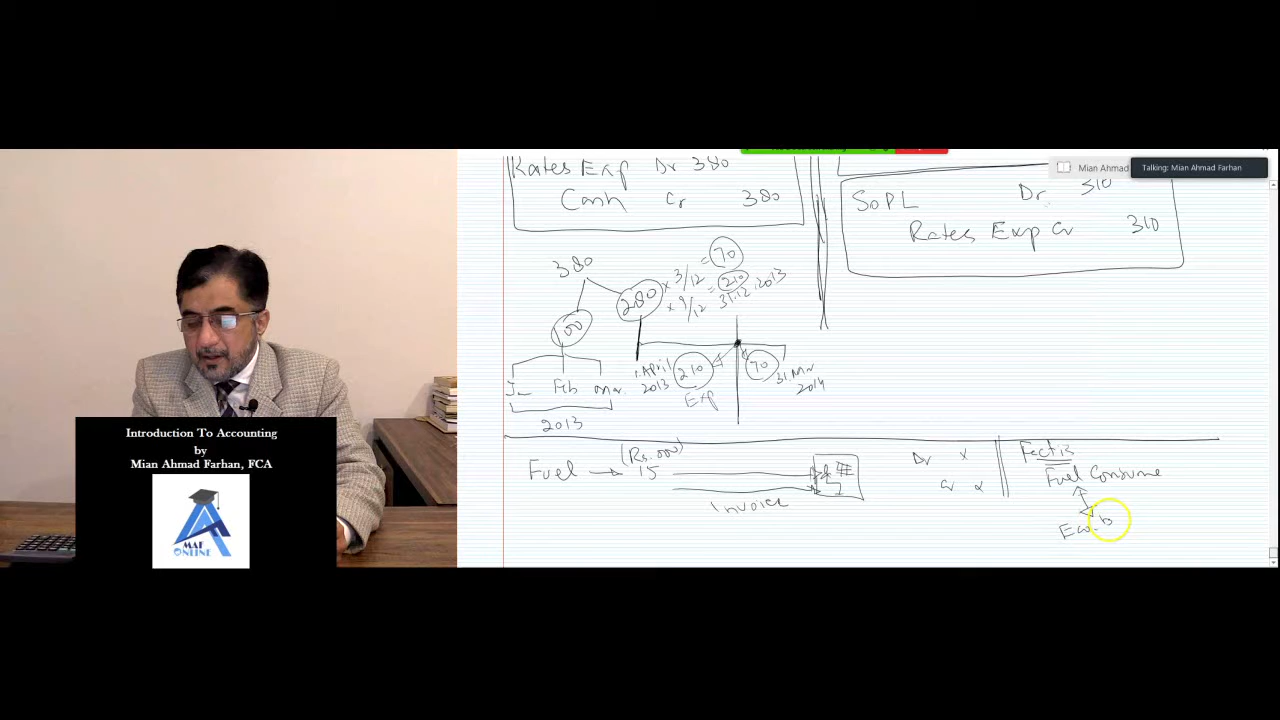 Mian Ahmad
Talking: Mian Ahmad Farhan
Rates Exp Dr 380
Cash Cr 380
SOPL Dr 310
Rates Exp Cr 310
380
100
280 × 3/12 = 70
× 9/12 = 210
31.12.2013
Feb
2013
1. April 2013
210
Exp
70
31. Mar 2014
Fuel → 15
(Rs.000)
Invoice
Dr x
Cr x
Fact is
Fuel Consume
Introduction To Accounting
by
Mian Ahmad Farhan, FCA
MAF
ONLINE